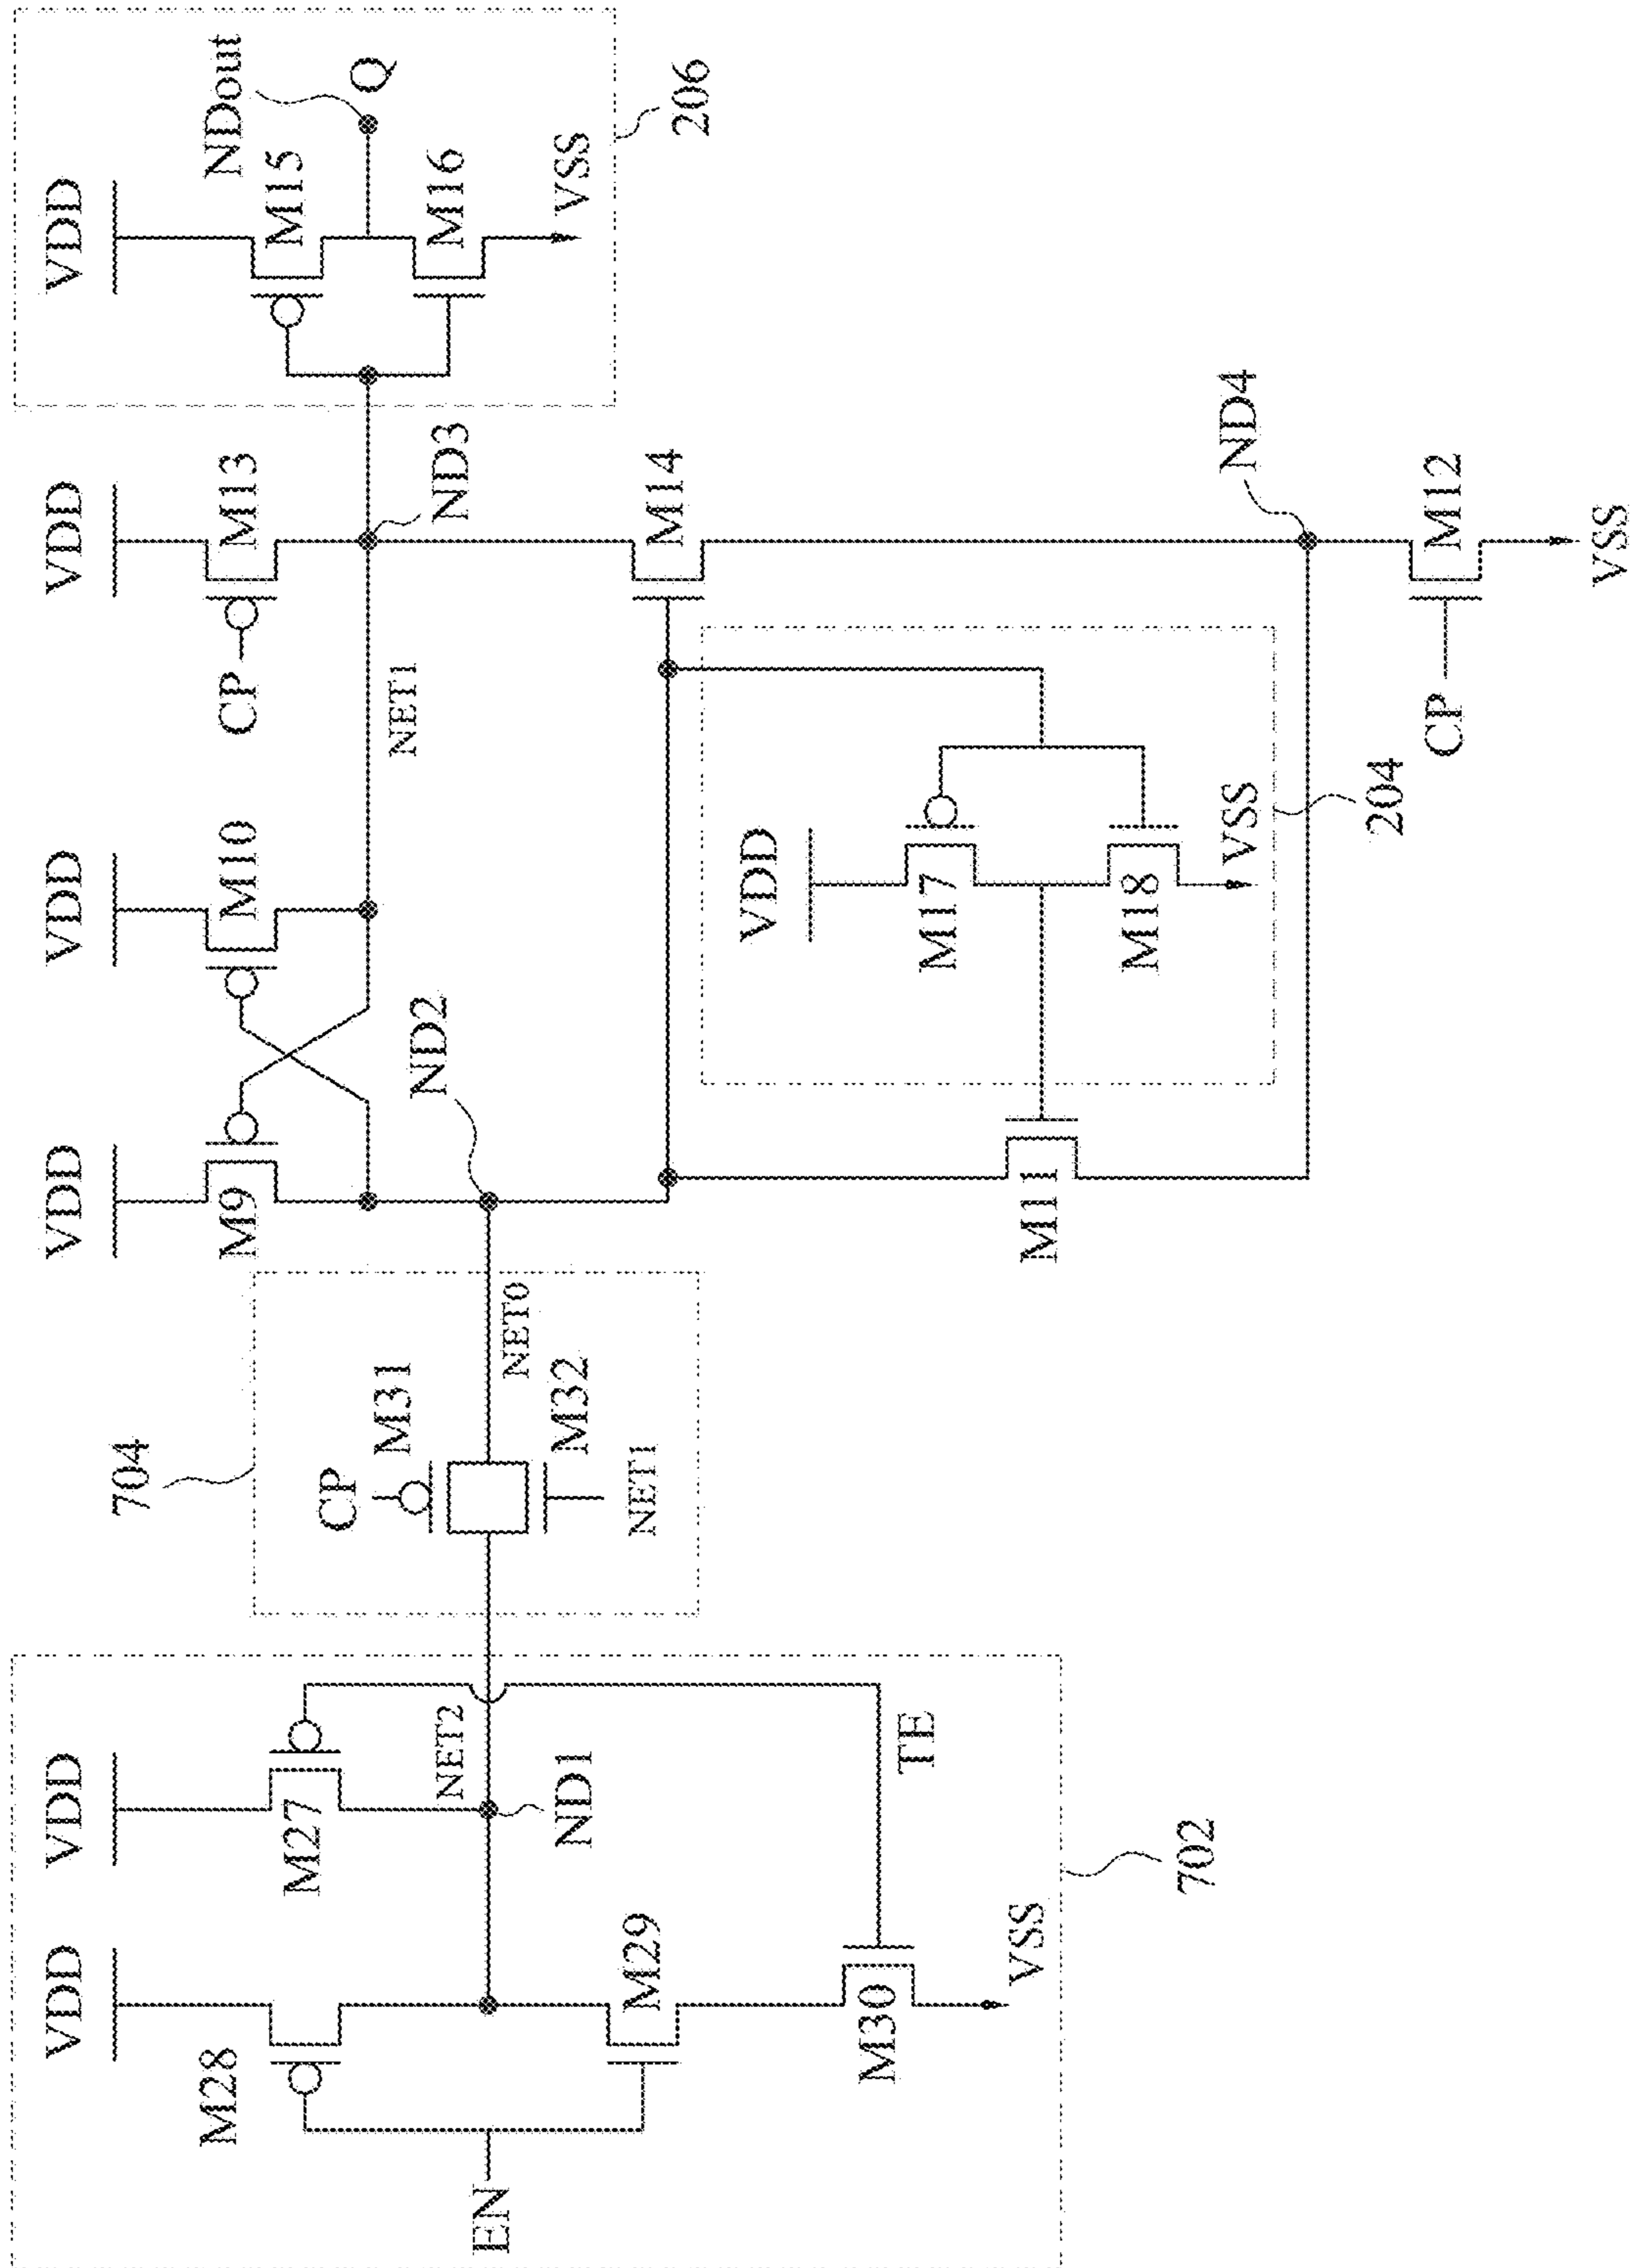 VDD
VDD
VDD
VDD
VDD
VDD
M28
M27
M9
M10
M13
M15
NDout
CP
Q
704
CP
M31
NET1
ND3
EN
NET2
NET0
ND2
M16
ND1
M32
NET1
VSS
M29
M14
206
VDD
TE
M30
M17
VSS
M11
M18
VSS
ND4
702
204
CP
M12
VSS